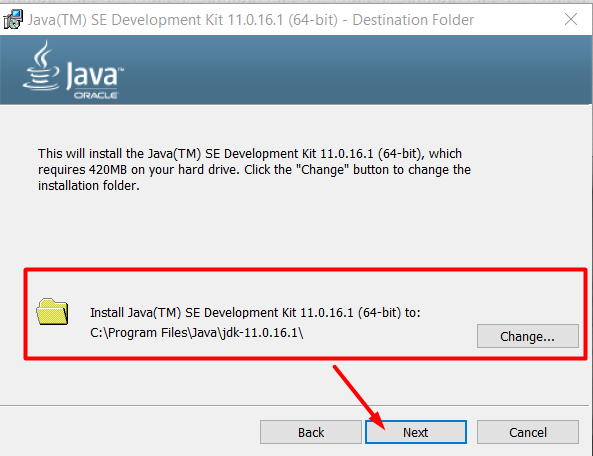 Java(TM) SE Development Kit 11.0.16.1 (64-bit) - Destination Folder
Java™
ORACLE
This will install the Java(TM) SE Development Kit 11.0.16.1 (64-bit), which
requires 420MB on your hard drive. Click the "Change" button to change the
installation folder.
Install Java(TM) SE Development Kit 11.0.16.1 (64-bit) to:
C:\Program Files\Java\jdk-11.0.16.1\
Change...
Back
Next
Cancel